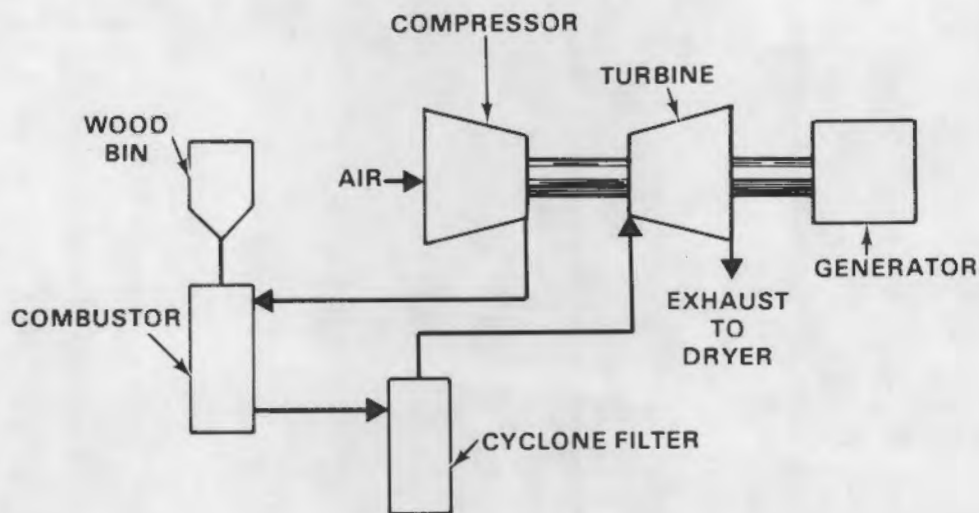 COMPRESSOR
TURBINE
WOOD
BIN
AIR
GENERATOR
COMBUSTOR
EXHAUST
TO
DRYER
CYCLONE FILTER